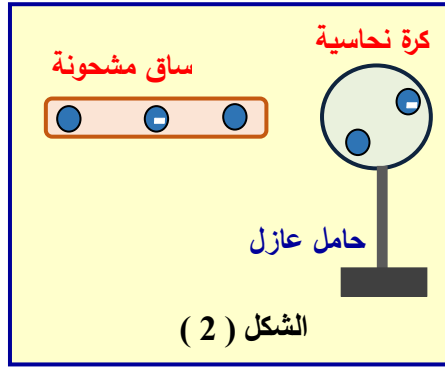 كرة نحاسية
ساق مشحونة
حامل عازل
الشكل ( 2 )